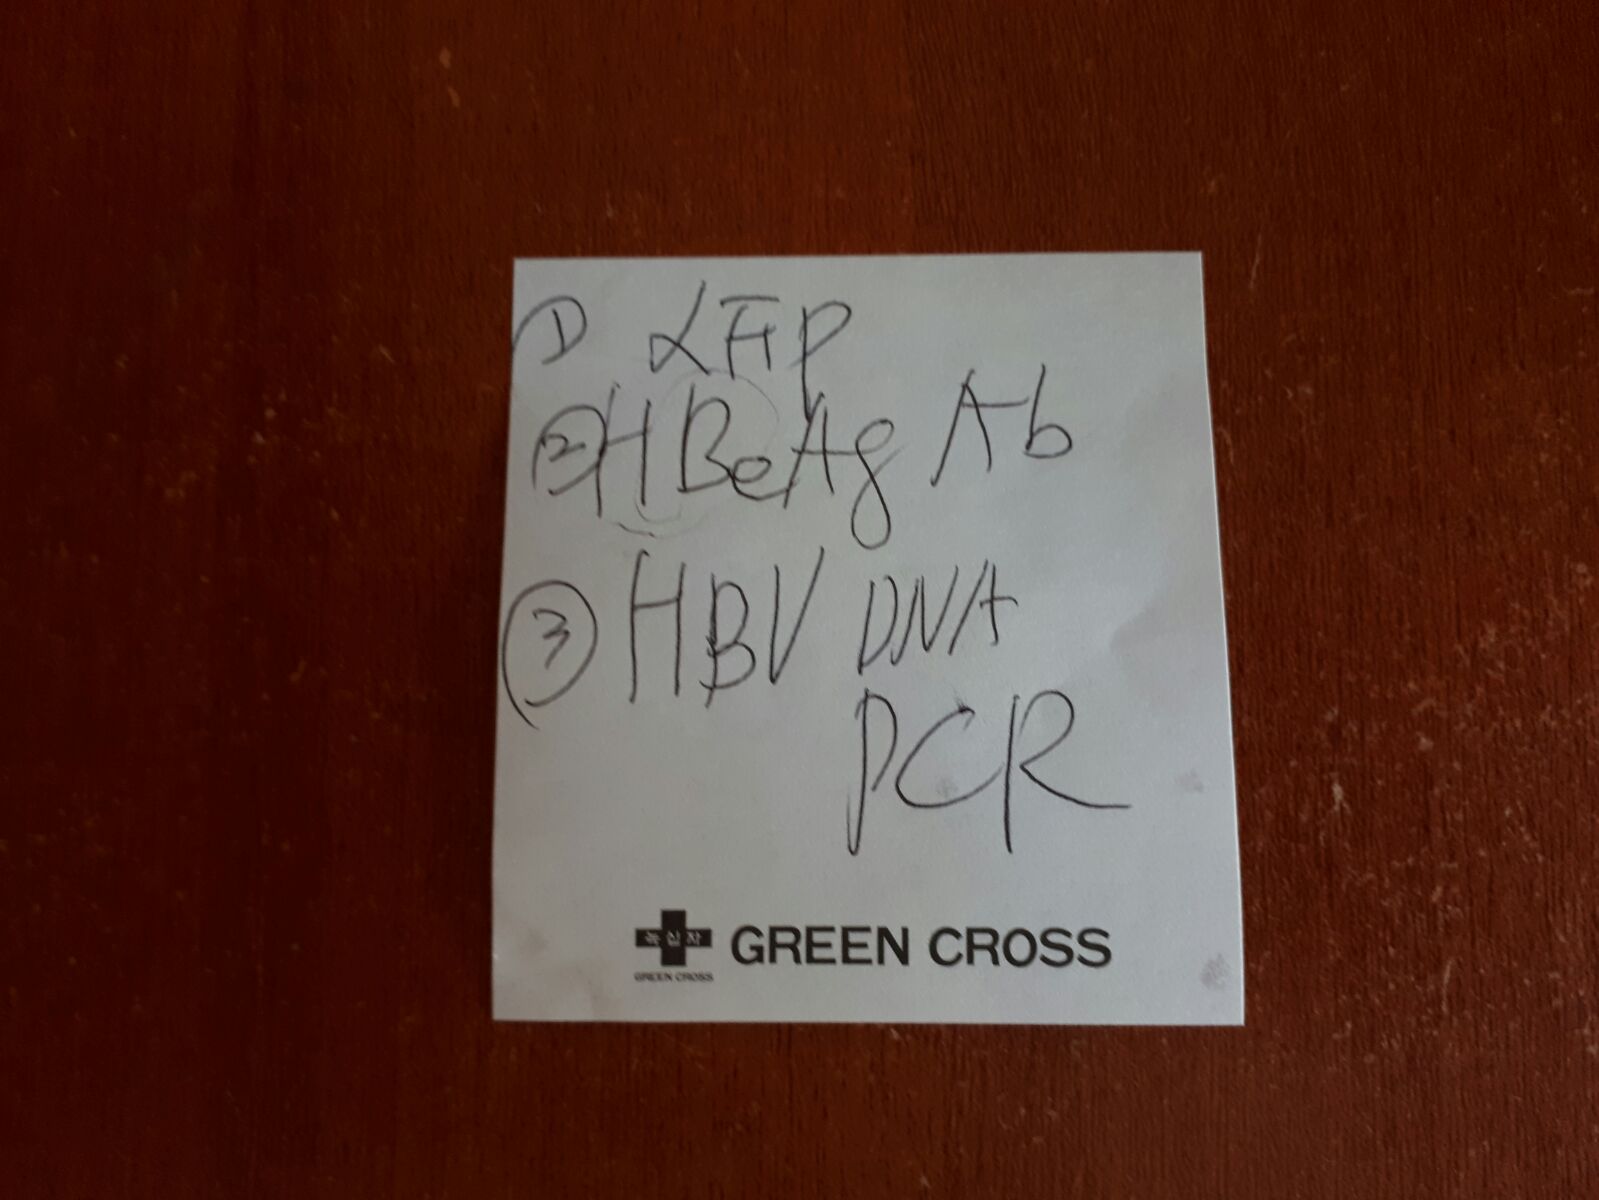 ① αFP
② HBeAg Ab
③ HBV DNA
PCR
녹십자 GREEN CROSS
GREEN CROSS